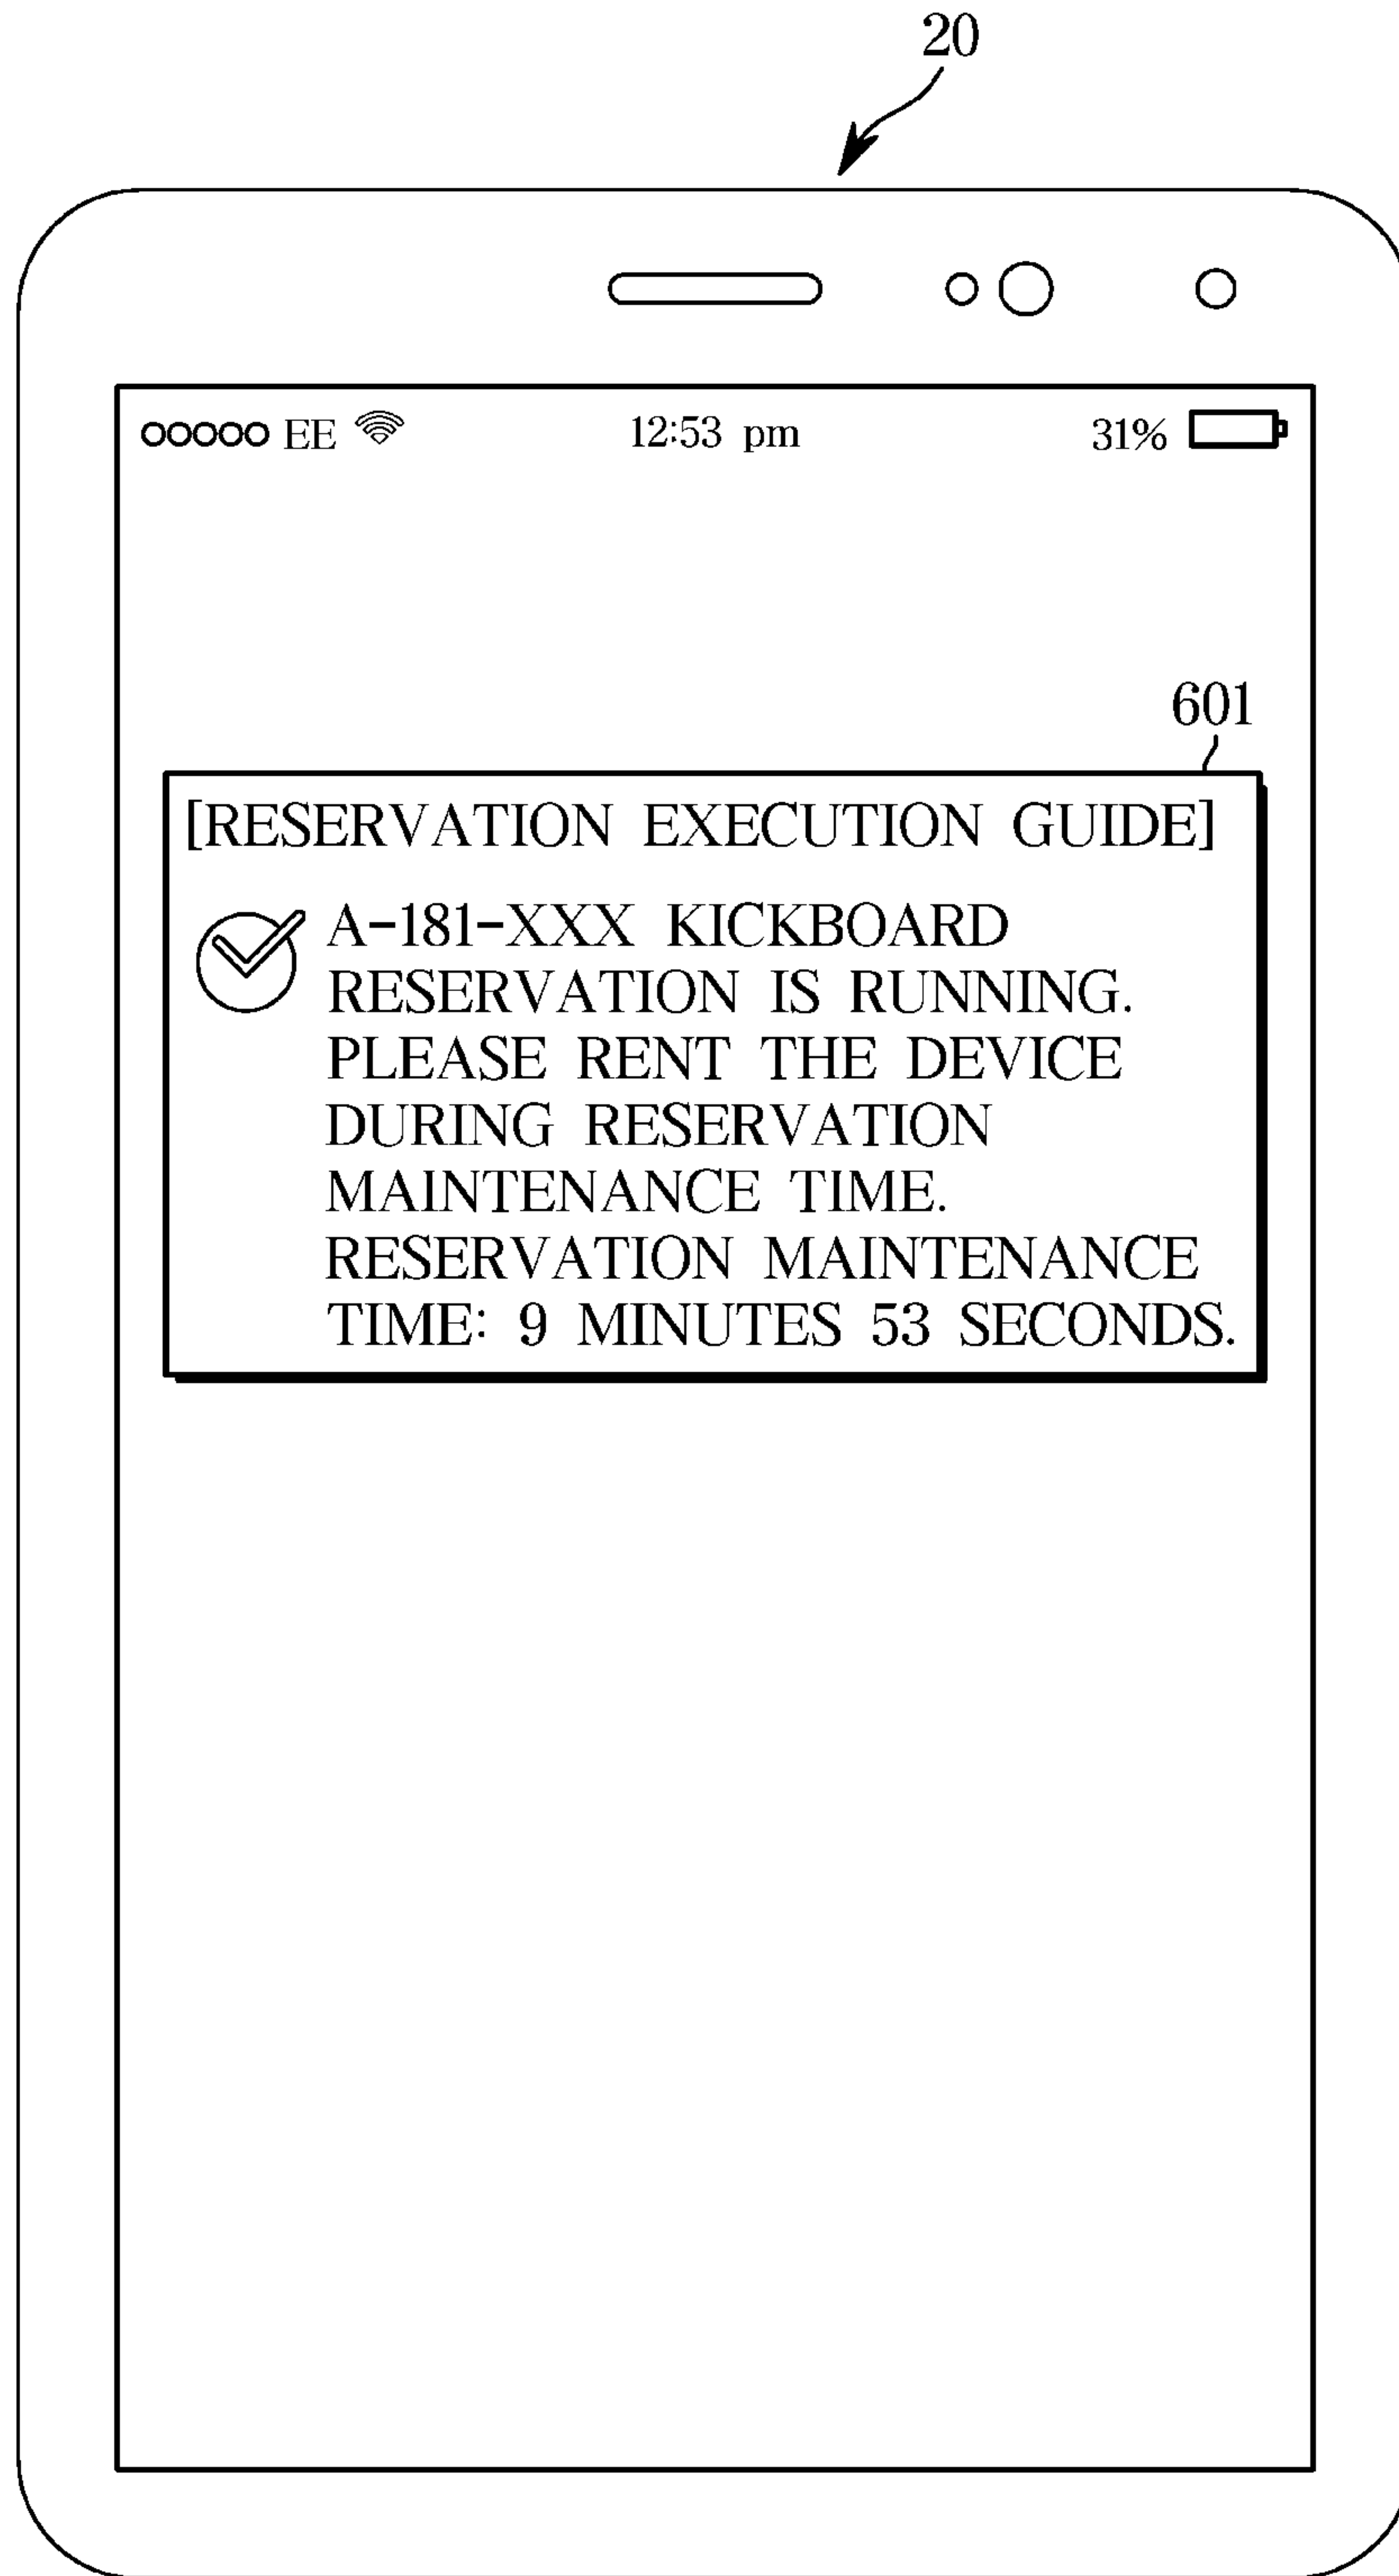 20
EE 12:53 pm 31%
601
[RESERVATION EXECUTION GUIDE]
A-181-XXX KICKBOARD
RESERVATION IS RUNNING.
PLEASE RENT THE DEVICE
DURING RESERVATION
MAINTENANCE TIME.
RESERVATION MAINTENANCE
TIME: 9 MINUTES 53 SECONDS.